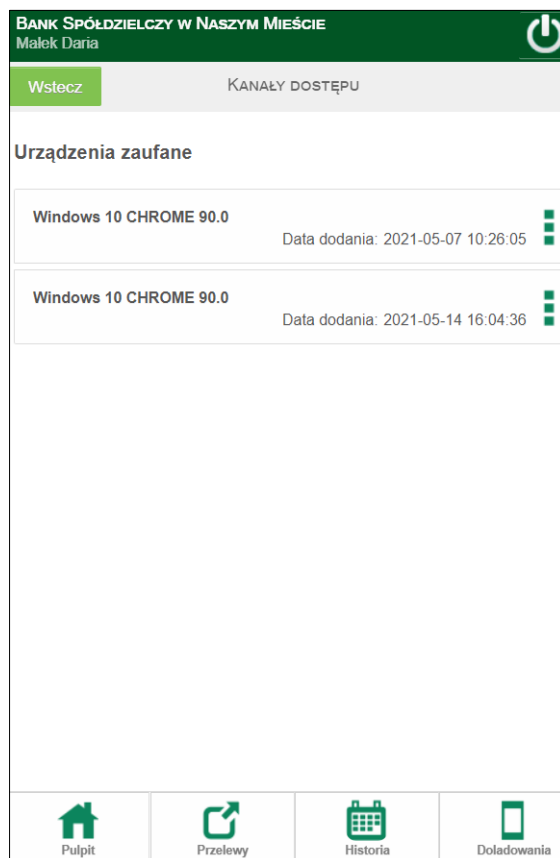 Bank Spółdzielczy w Naszym Mieście
Małek Daria
Wstecz
Kanały dostępu
Urządzenia zaufane
Windows 10 CHROME 90.0
Data dodania: 2021-05-07 10:26:05
Windows 10 CHROME 90.0
Data dodania: 2021-05-14 16:04:36
Pulpit
Przelewy
Historia
Doładowania